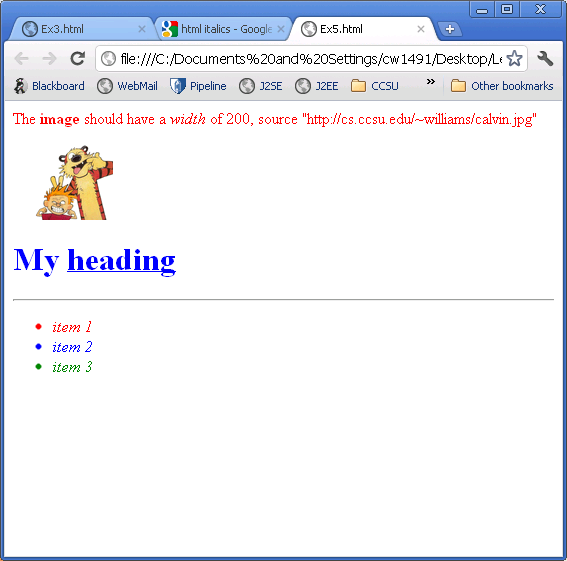 Ex3.html
html italics - Google
Ex5.html
file:///C:/Documents%20and%20Settings/cw1491/Desktop/Le
Blackboard WebMail Pipeline J2SE J2EE CCSU » Other bookmarks
The image should have a width of 200, source "http://cs.ccsu.edu/~williams/calvin.jpg"
My heading
item 1
item 2
item 3